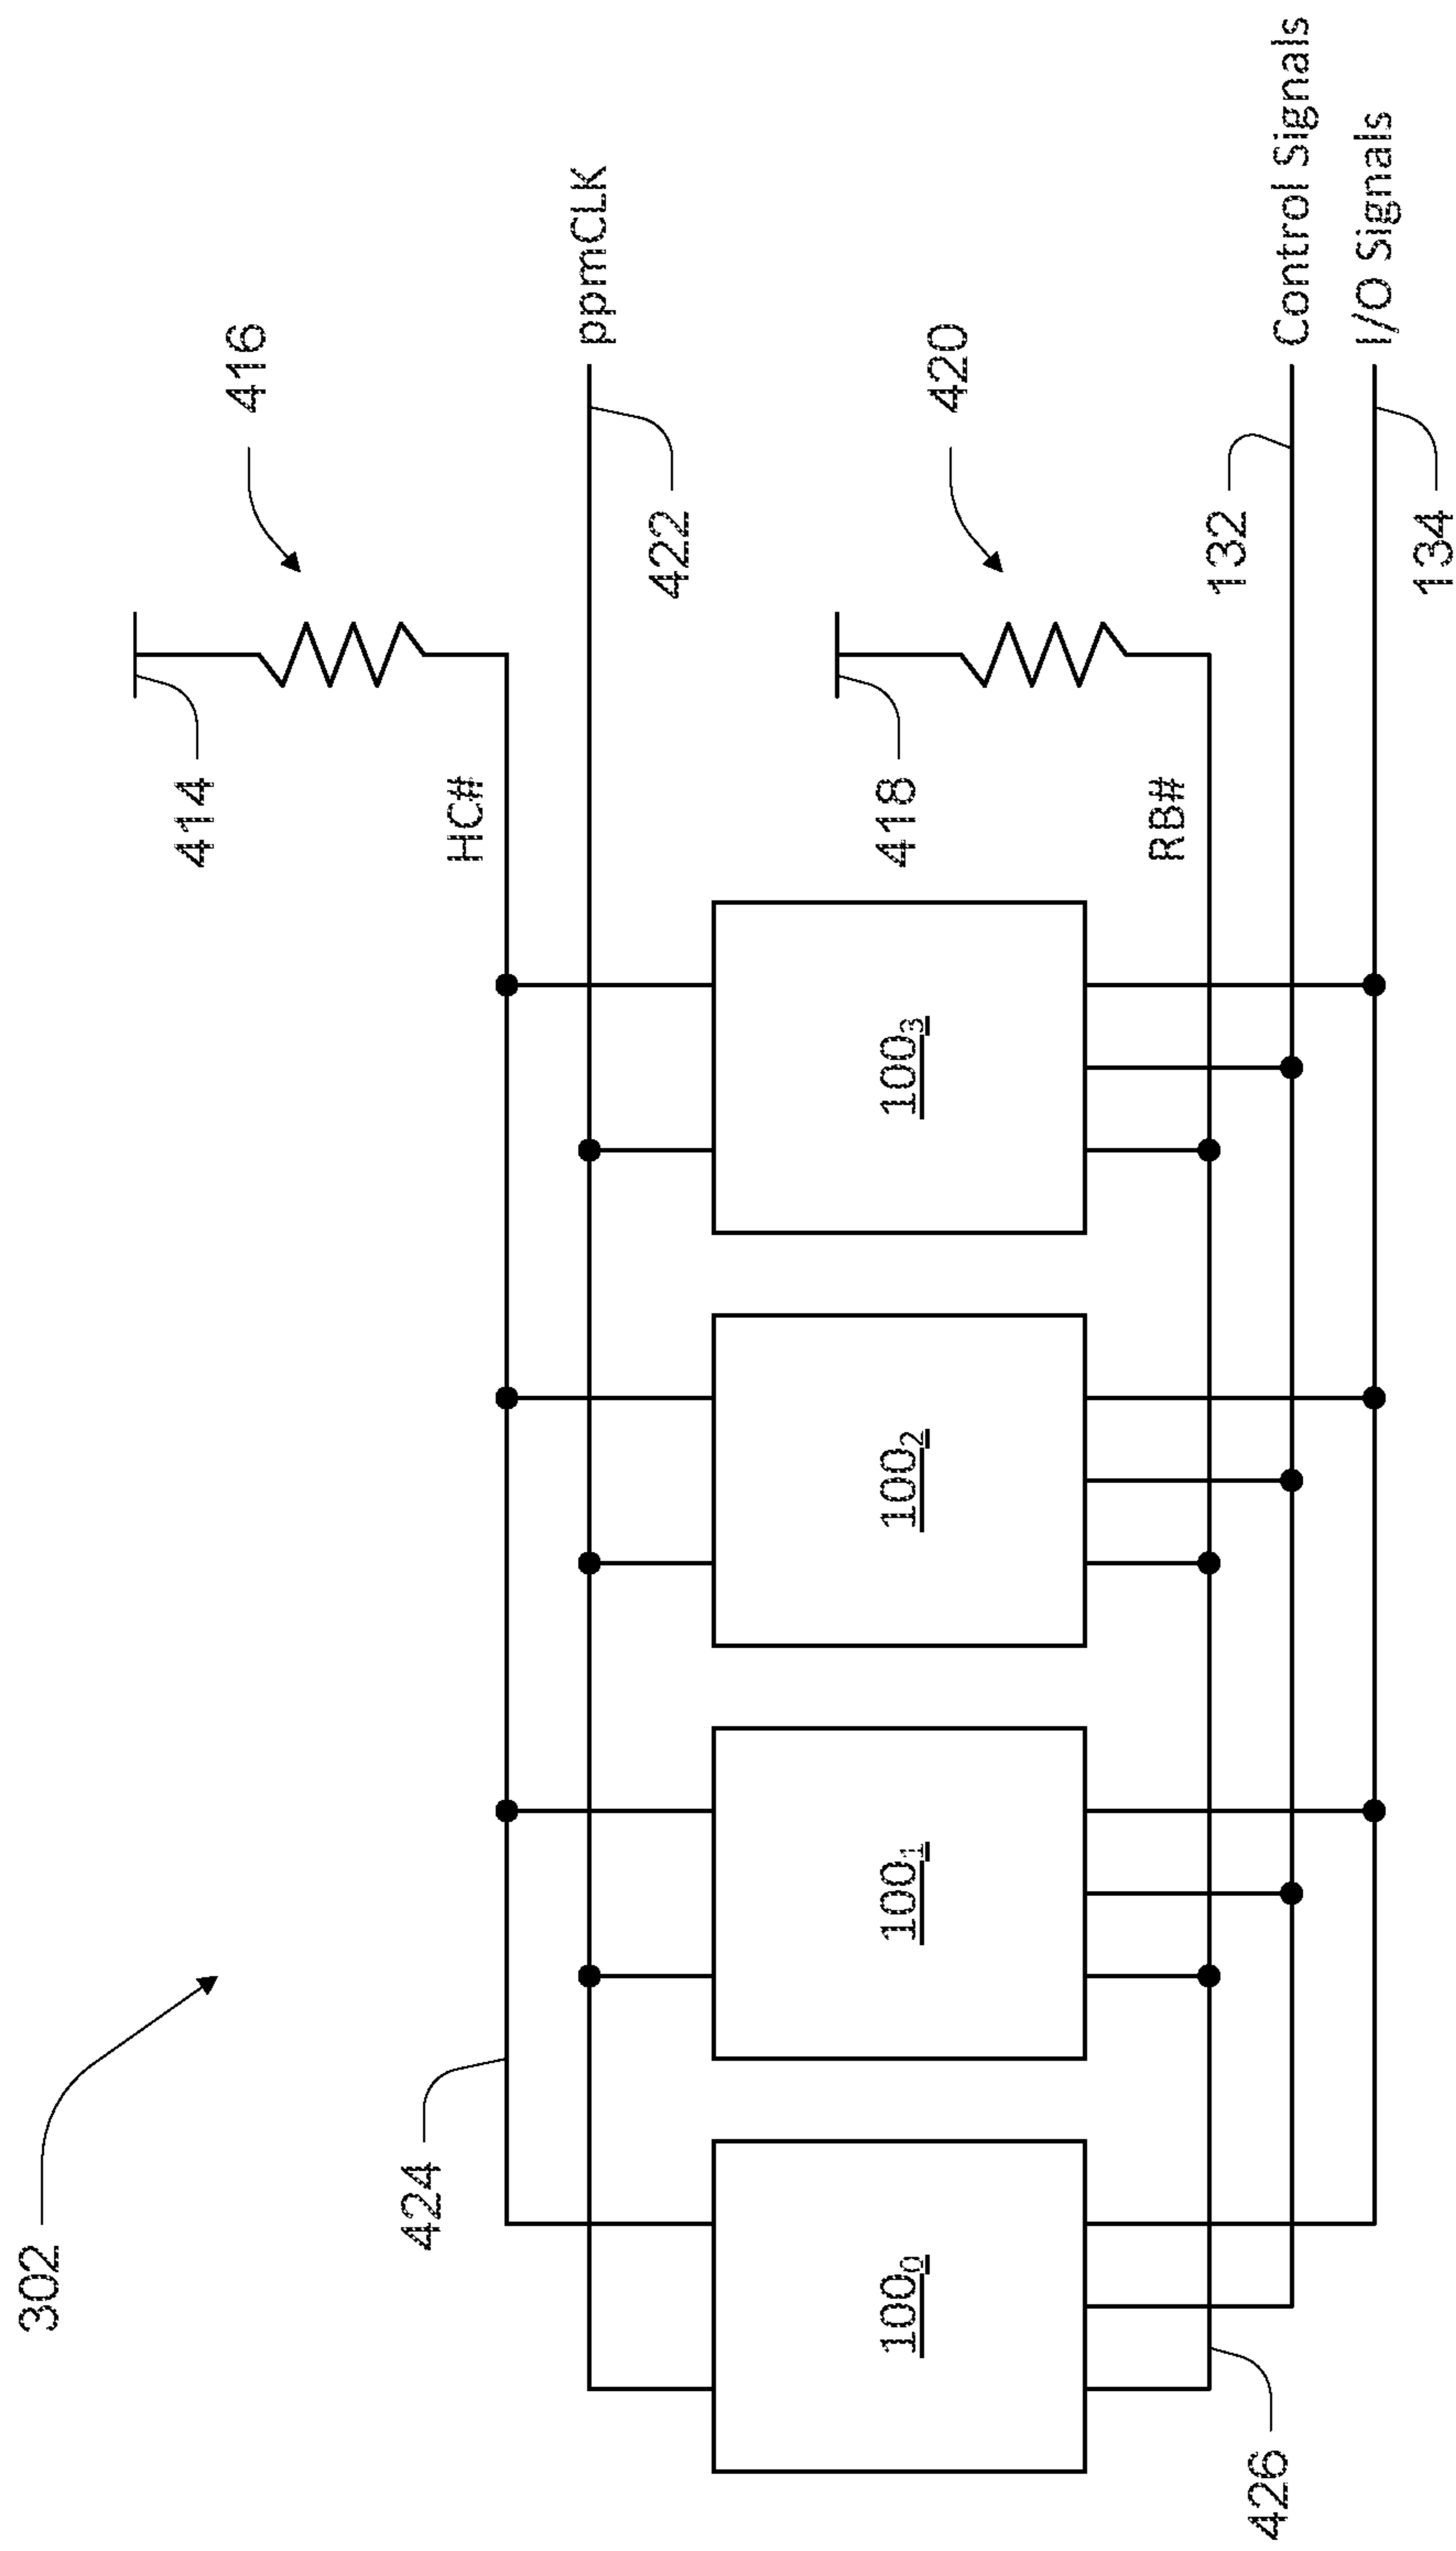 302
416
414
HC#
424
ppmCLK
422
100₀
100₁
100₂
100₃
420
418
RB#
426
132
Control Signals
I/O Signals
134